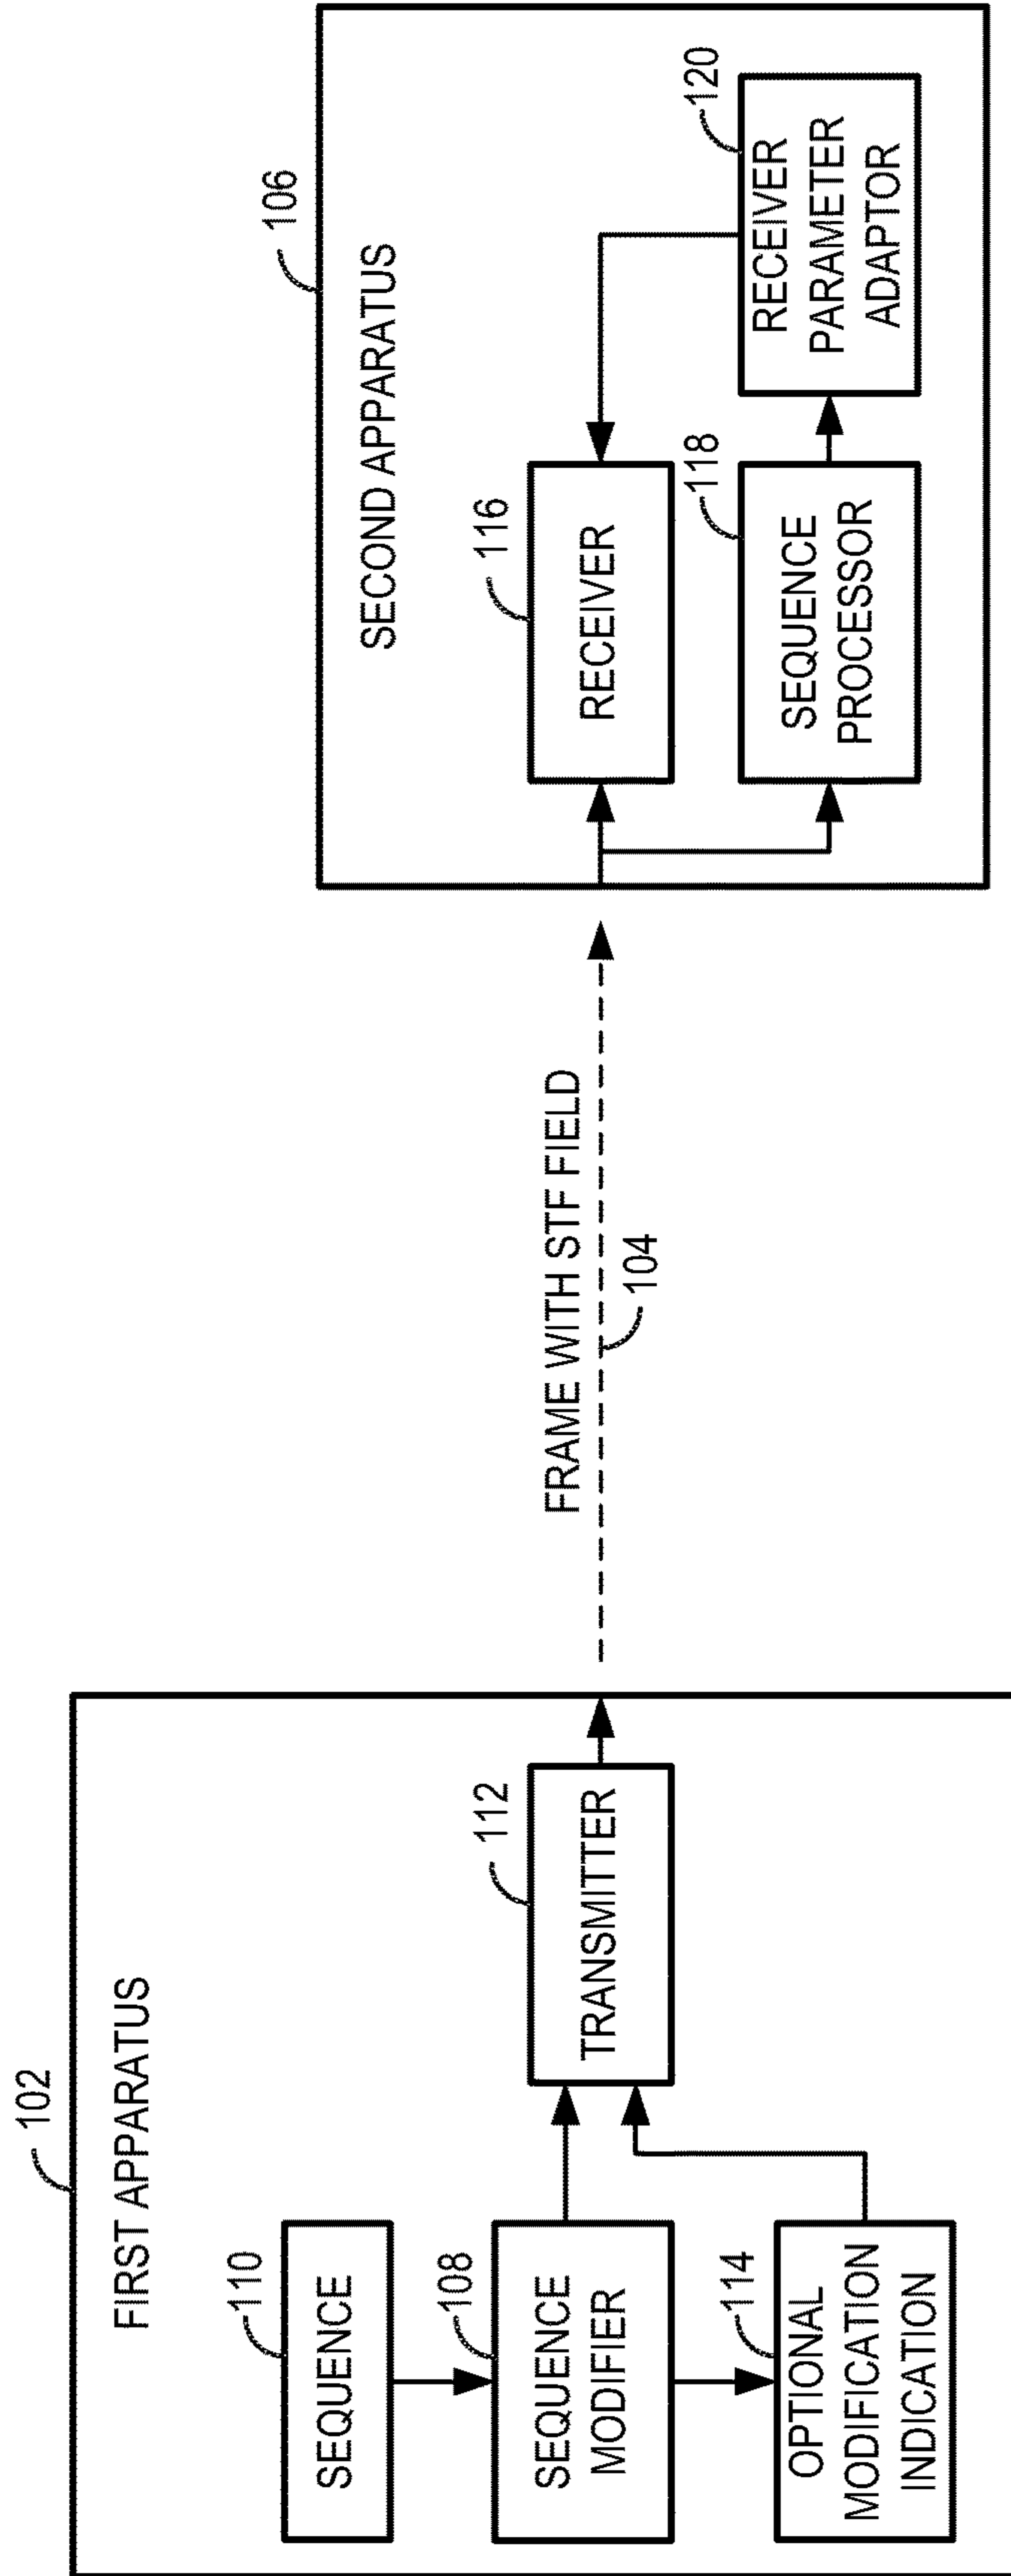 102
FIRST APPARATUS
110
SEQUENCE
108
SEQUENCE
MODIFIER
114
OPTIONAL
MODIFICATION
INDICATION
112
TRANSMITTER
FRAME WITH STF FIELD
104
106
SECOND APPARATUS
116
RECEIVER
118
SEQUENCE
PROCESSOR
120
RECEIVER
PARAMETER
ADAPTOR